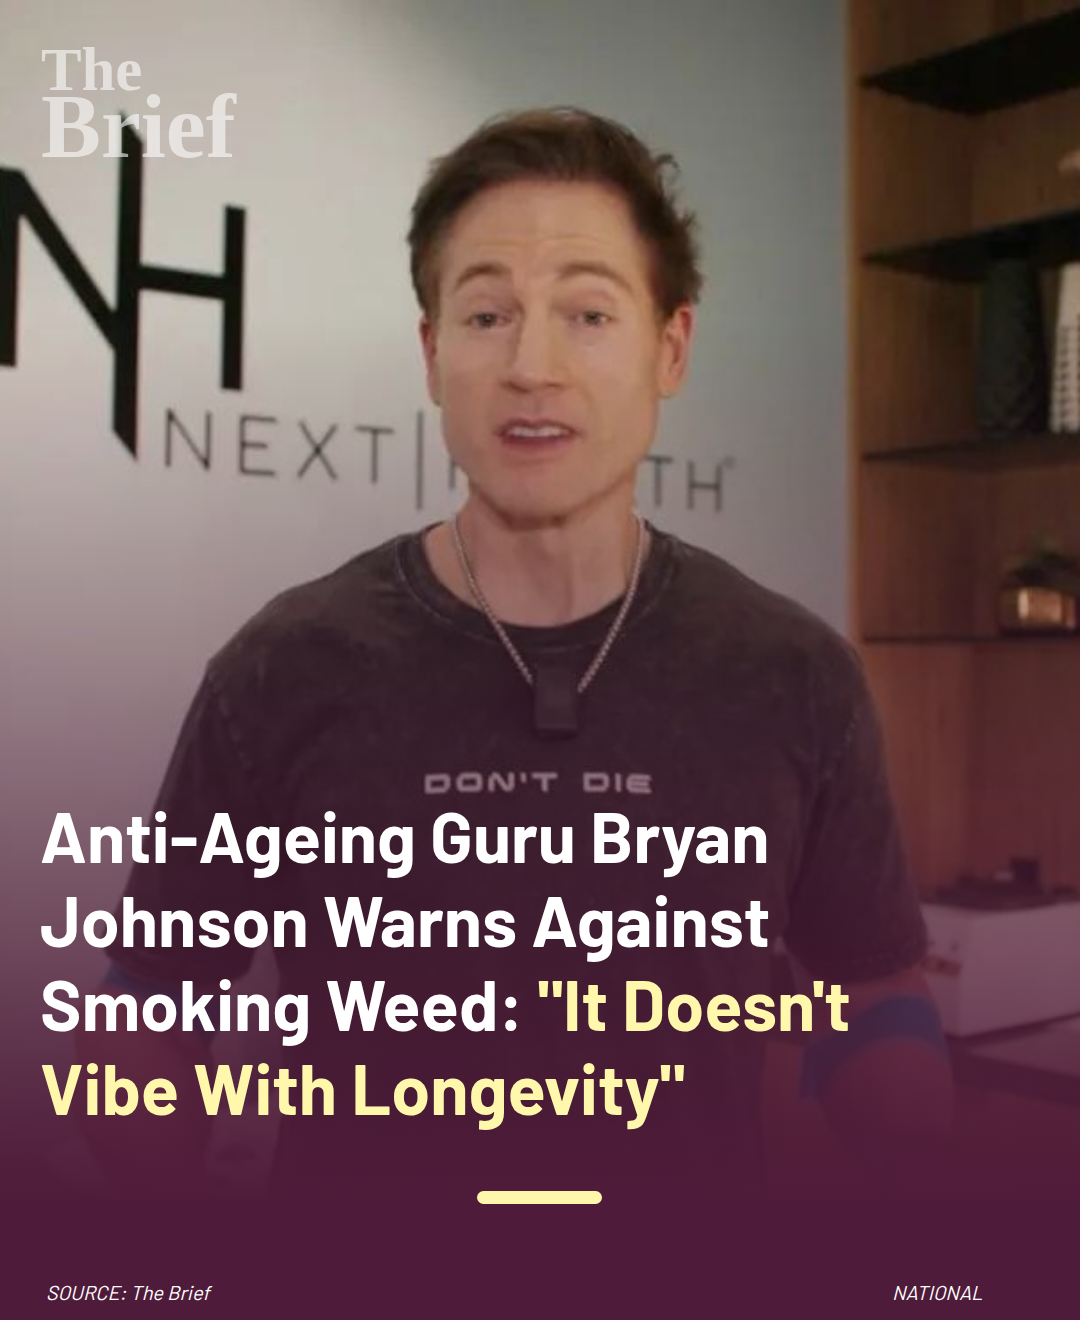 The
Brief
NH
NEXT | H TH
DON'T DIE
Anti-Ageing Guru Bryan
Johnson Warns Against
Smoking Weed: "It Doesn't
Vibe With Longevity"
SOURCE: The Brief
NATIONAL